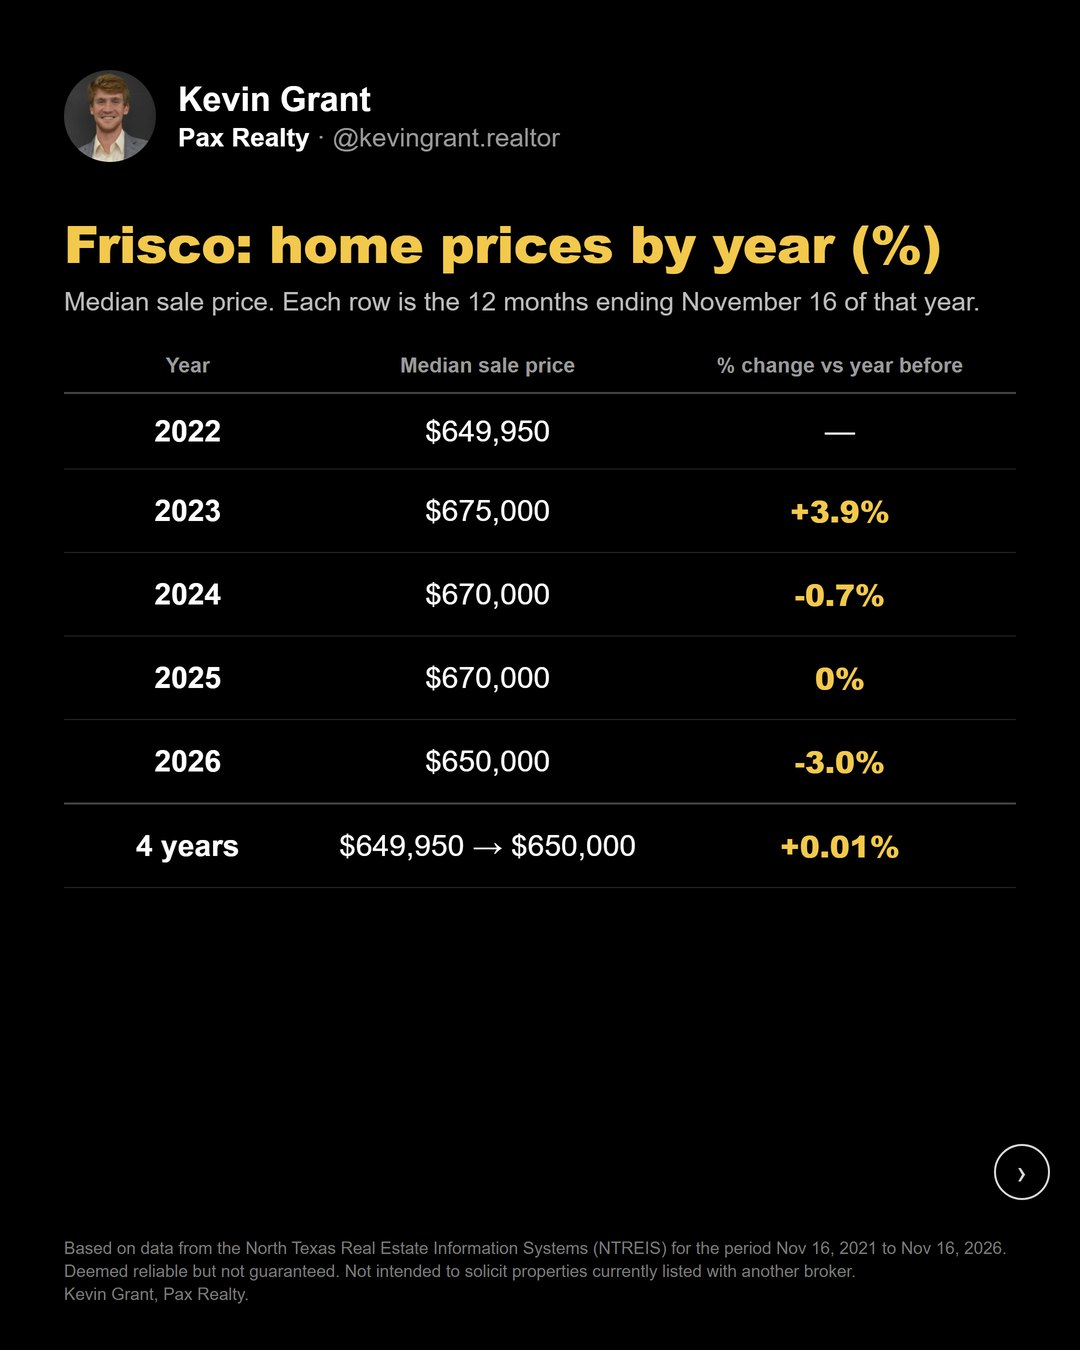 Kevin Grant
Pax Realty · @kevingrant.realtor
Frisco: home prices by year (%)
Median sale price. Each row is the 12 months ending November 16 of that year.
Year Median sale price % change vs year before
2022 $649,950 —
2023 $675,000 +3.9%
2024 $670,000 -0.7%
2025 $670,000 0%
2026 $650,000 -3.0%
4 years $649,950 → $650,000 +0.01%
›
Based on data from the North Texas Real Estate Information Systems (NTREIS) for the period Nov 16, 2021 to Nov 16, 2026.
Deemed reliable but not guaranteed. Not intended to solicit properties currently listed with another broker.
Kevin Grant, Pax Realty.